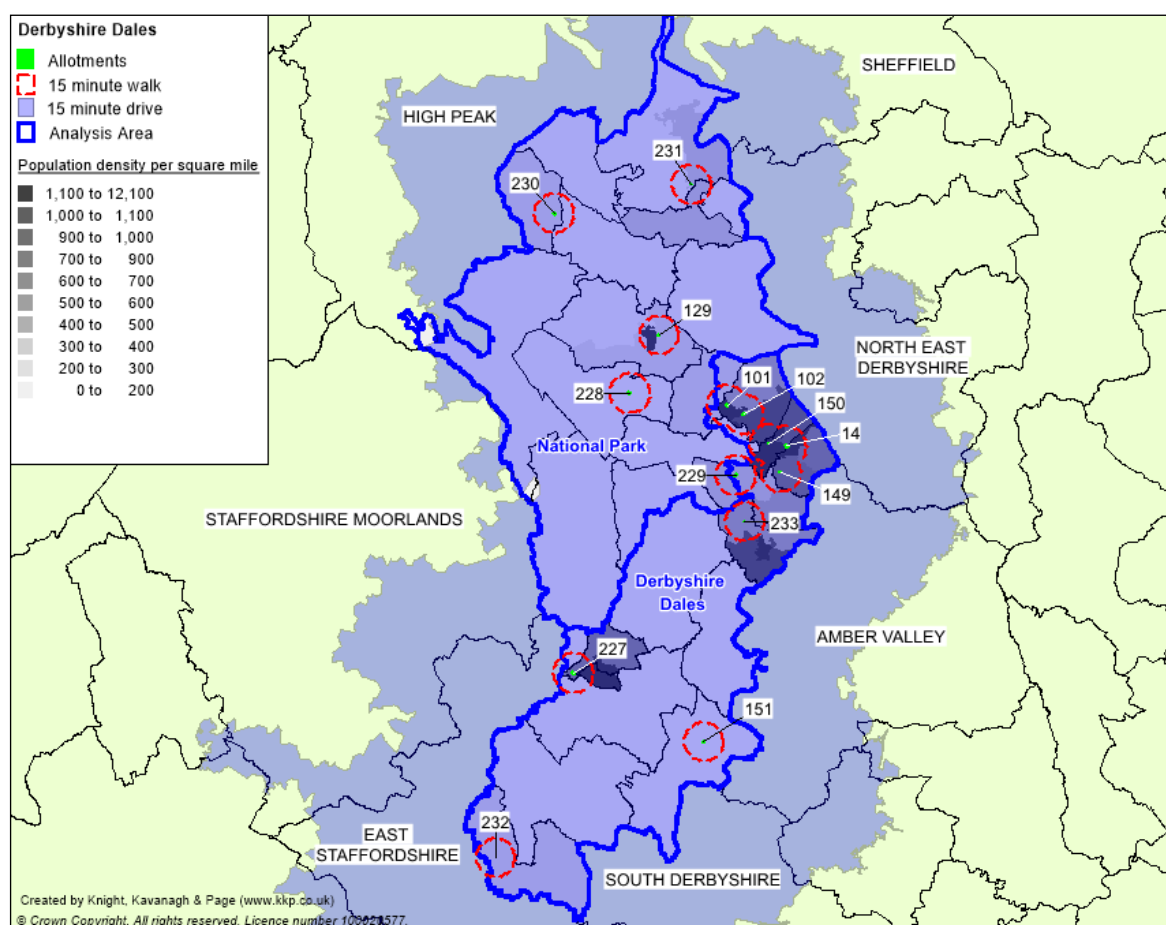 Derbyshire Dales
Allotments
15 minute walk
15 minute drive
Analysis Area
Population density per square mile
1,100 to 12,100
1,000 to 1,100
900 to 1,000
700 to 900
600 to 700
500 to 600
400 to 500
300 to 400
200 to 300
0 to 200
SHEFFIELD
HIGH PEAK
231
230
129
NORTH EAST
DERBYSHIRE
101
102
150
228
14
National Park
229
149
STAFFORDSHIRE MOORLANDS
233
Derbyshire
Dales
AMBER VALLEY
227
151
232
EAST
STAFFORDSHIRE
SOUTH DERBYSHIRE
Created by Knight, Kavanagh & Page (www.kkp.co.uk)
© Crown Copyright. All rights reserved. Licence number